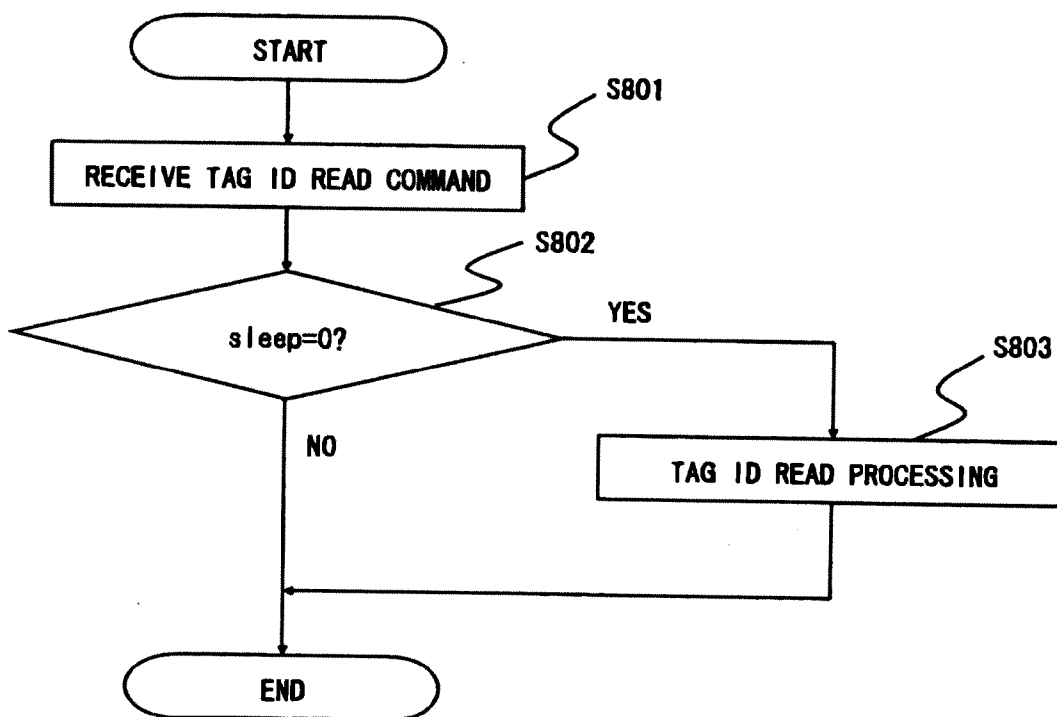 START
S801
RECEIVE TAG ID READ COMMAND
S802
sleep=0?
YES
S803
NO
TAG ID READ PROCESSING
END